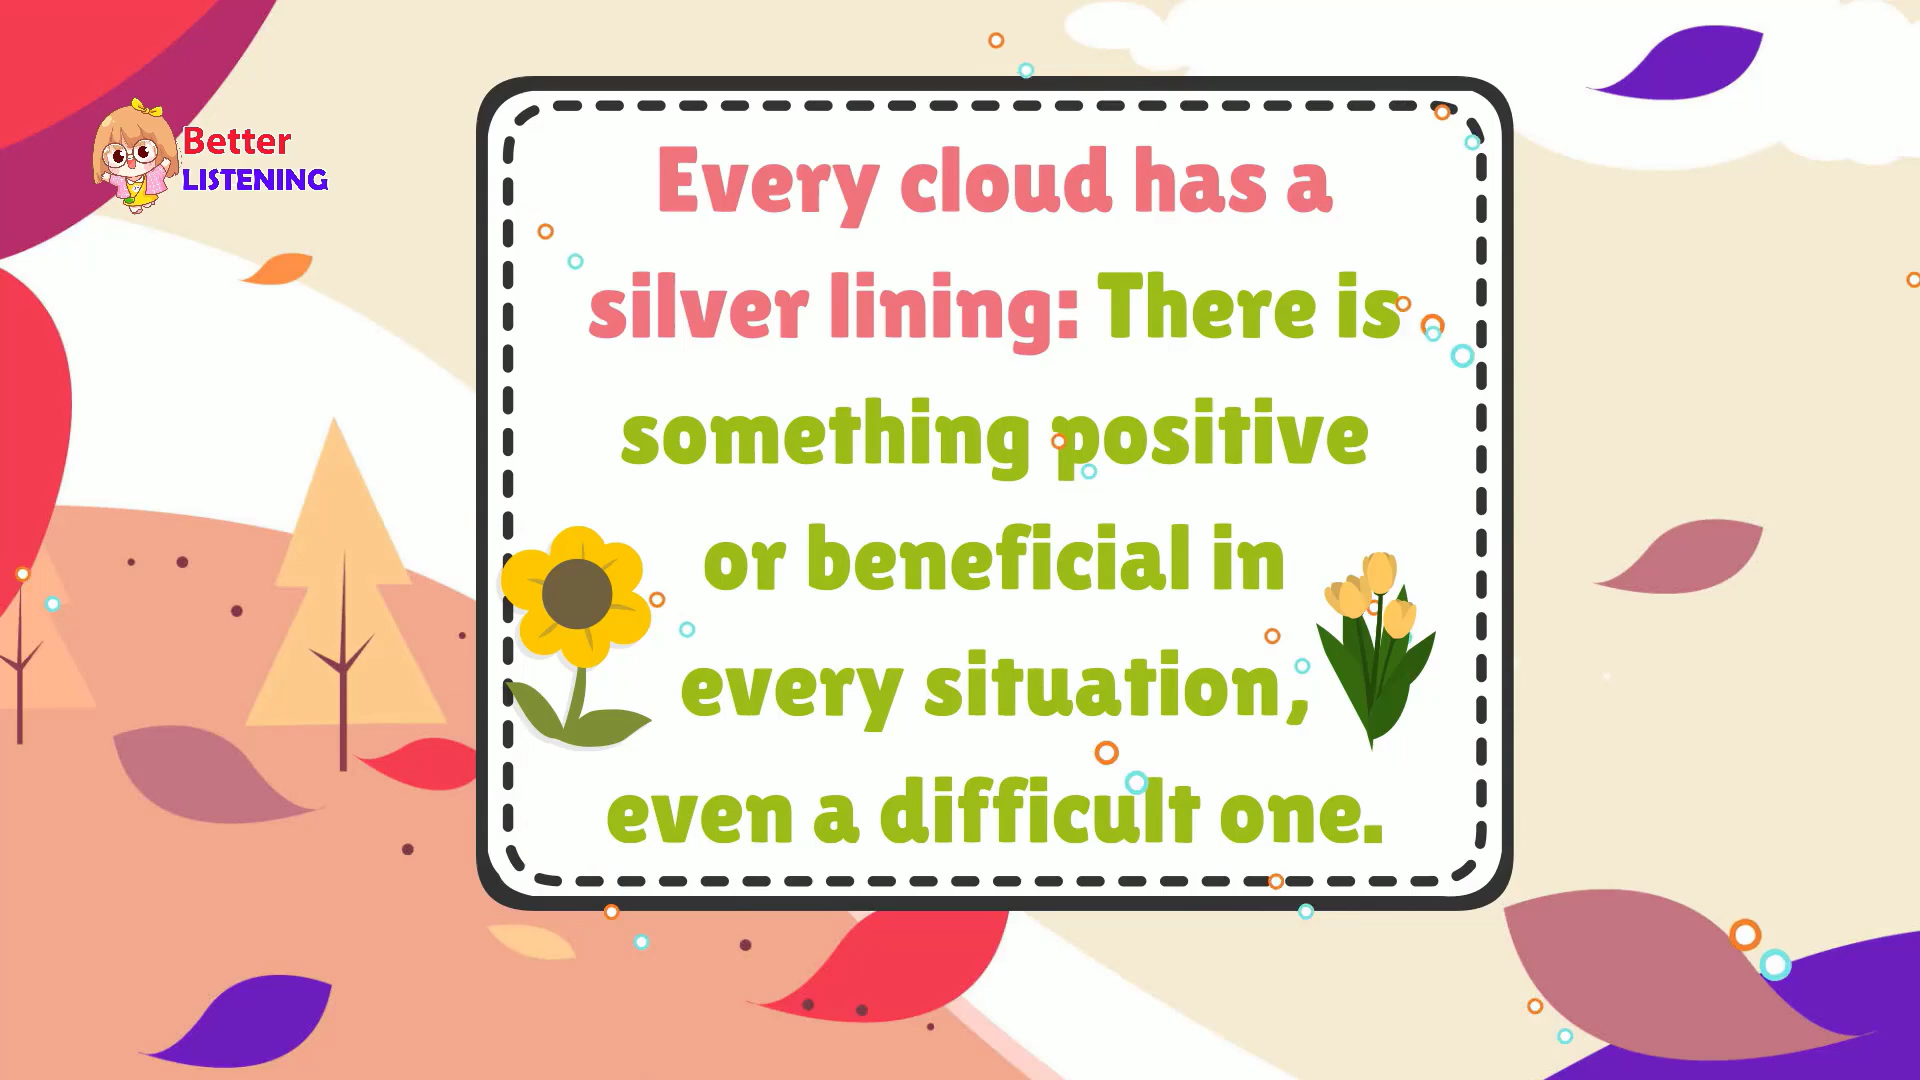 Better
LISTENING
Every cloud has a
silver lining: There is
something positive
or beneficial in
every situation,
even a difficult one.